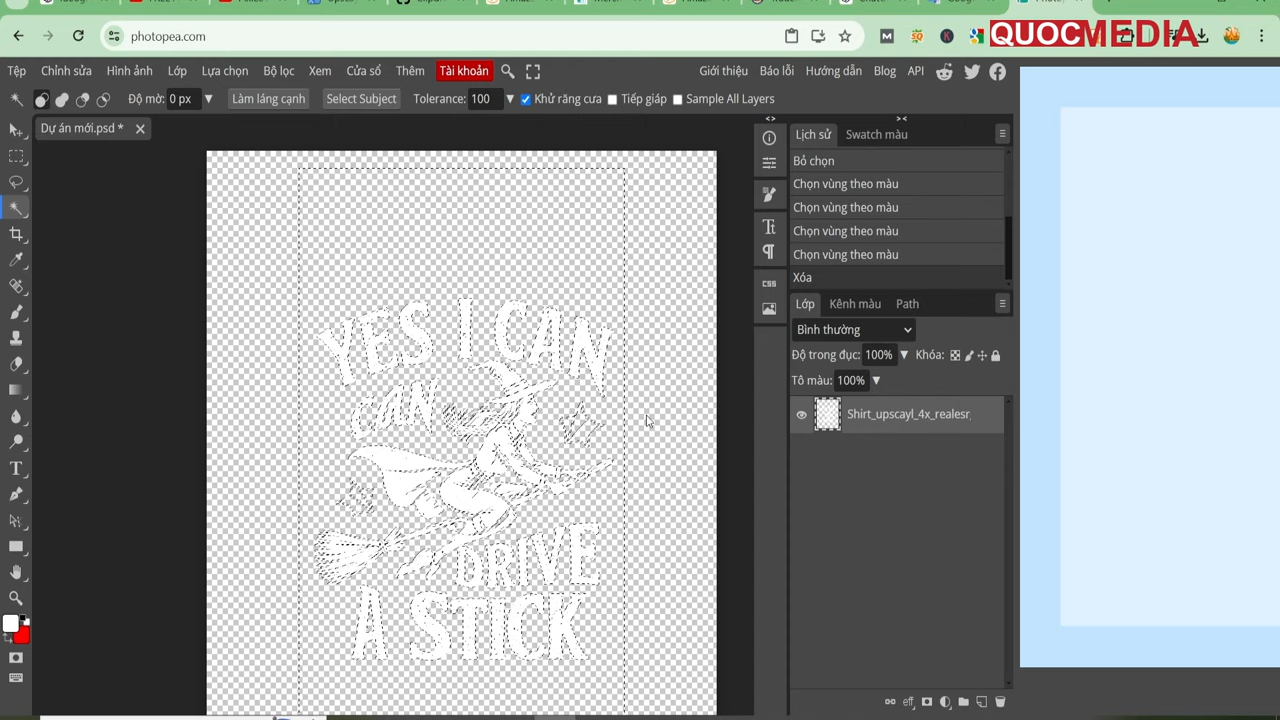 photopea.com
QUOCMEDIA
Tệp Chỉnh sửa Hình ảnh Lớp Lựa chọn Bộ lọc Xem Cửa sổ Thêm Tài khoản Giới thiệu Báo lỗi Hướng dẫn Blog API
Độ mờ: 0 px Làm láng cạnh Select Subject Tolerance: 100 Khử răng cưa Tiếp giáp Sample All Layers
Dự án mới.psd * Lịch sử Swatch màu
Bỏ chọn
Chọn vùng theo màu
Chọn vùng theo màu
Chọn vùng theo màu
Chọn vùng theo màu
Xóa
Lớp Kênh màu Path
Bình thường
Độ trong đục: 100% Khóa:
Tô màu: 100%
Shirt_upscayl_4x_realesr
YES I CAN
CAN
DRIVE
A STICK
css
eff